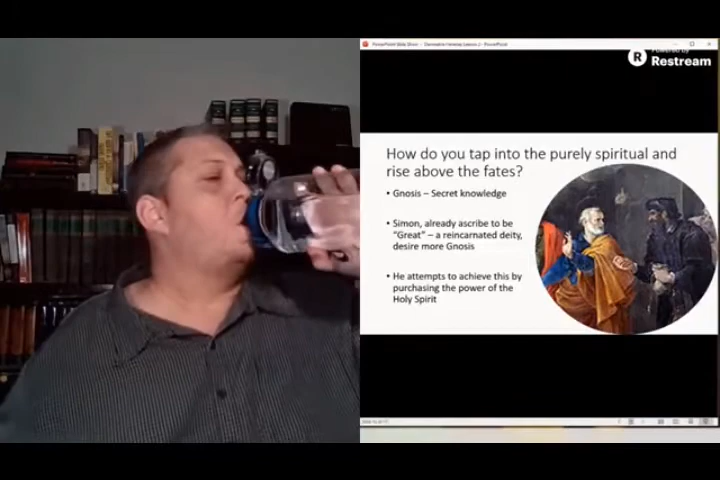 Powered by
Restream
How do you tap into the purely spiritual and
rise above the fates?
• Gnosis – Secret knowledge
• Simon, already ascribe to be
"Great" – a reincarnated deity,
desire more Gnosis
• He attempts to achieve this by
purchasing the power of the
Holy Spirit